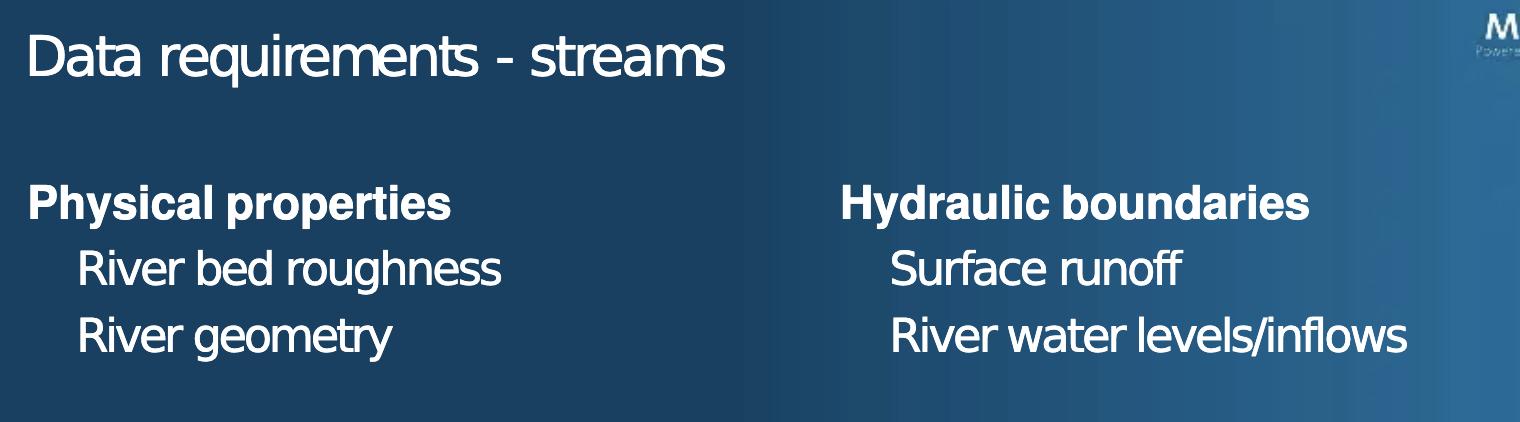 Data requirements - streams
Physical properties
River bed roughness
River geometry
Hydraulic boundaries
Surface runoff
River water levels/inflows